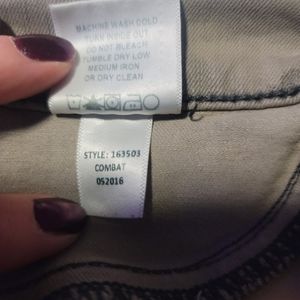 MACHINE WASH COLD
TURN INSIDE OUT
DO NOT BLEACH
TUMBLE DRY LOW
MEDIUM IRON
OR DRY CLEAN
STYLE: 163503
COMBAT
052016